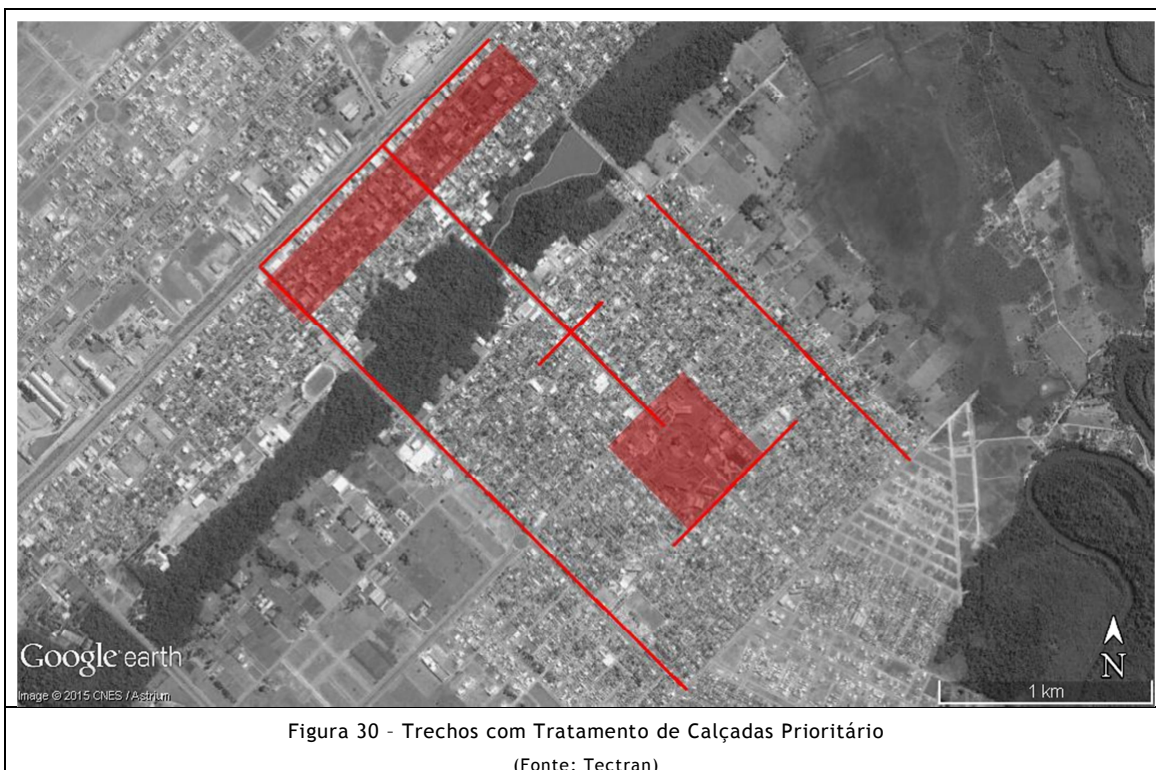 Google earth
Image © 2015 CNES / Astrium
N
1 km
Figura 30 - Trechos com Tratamento de Calçadas Prioritário
(Fonte: Tectran)